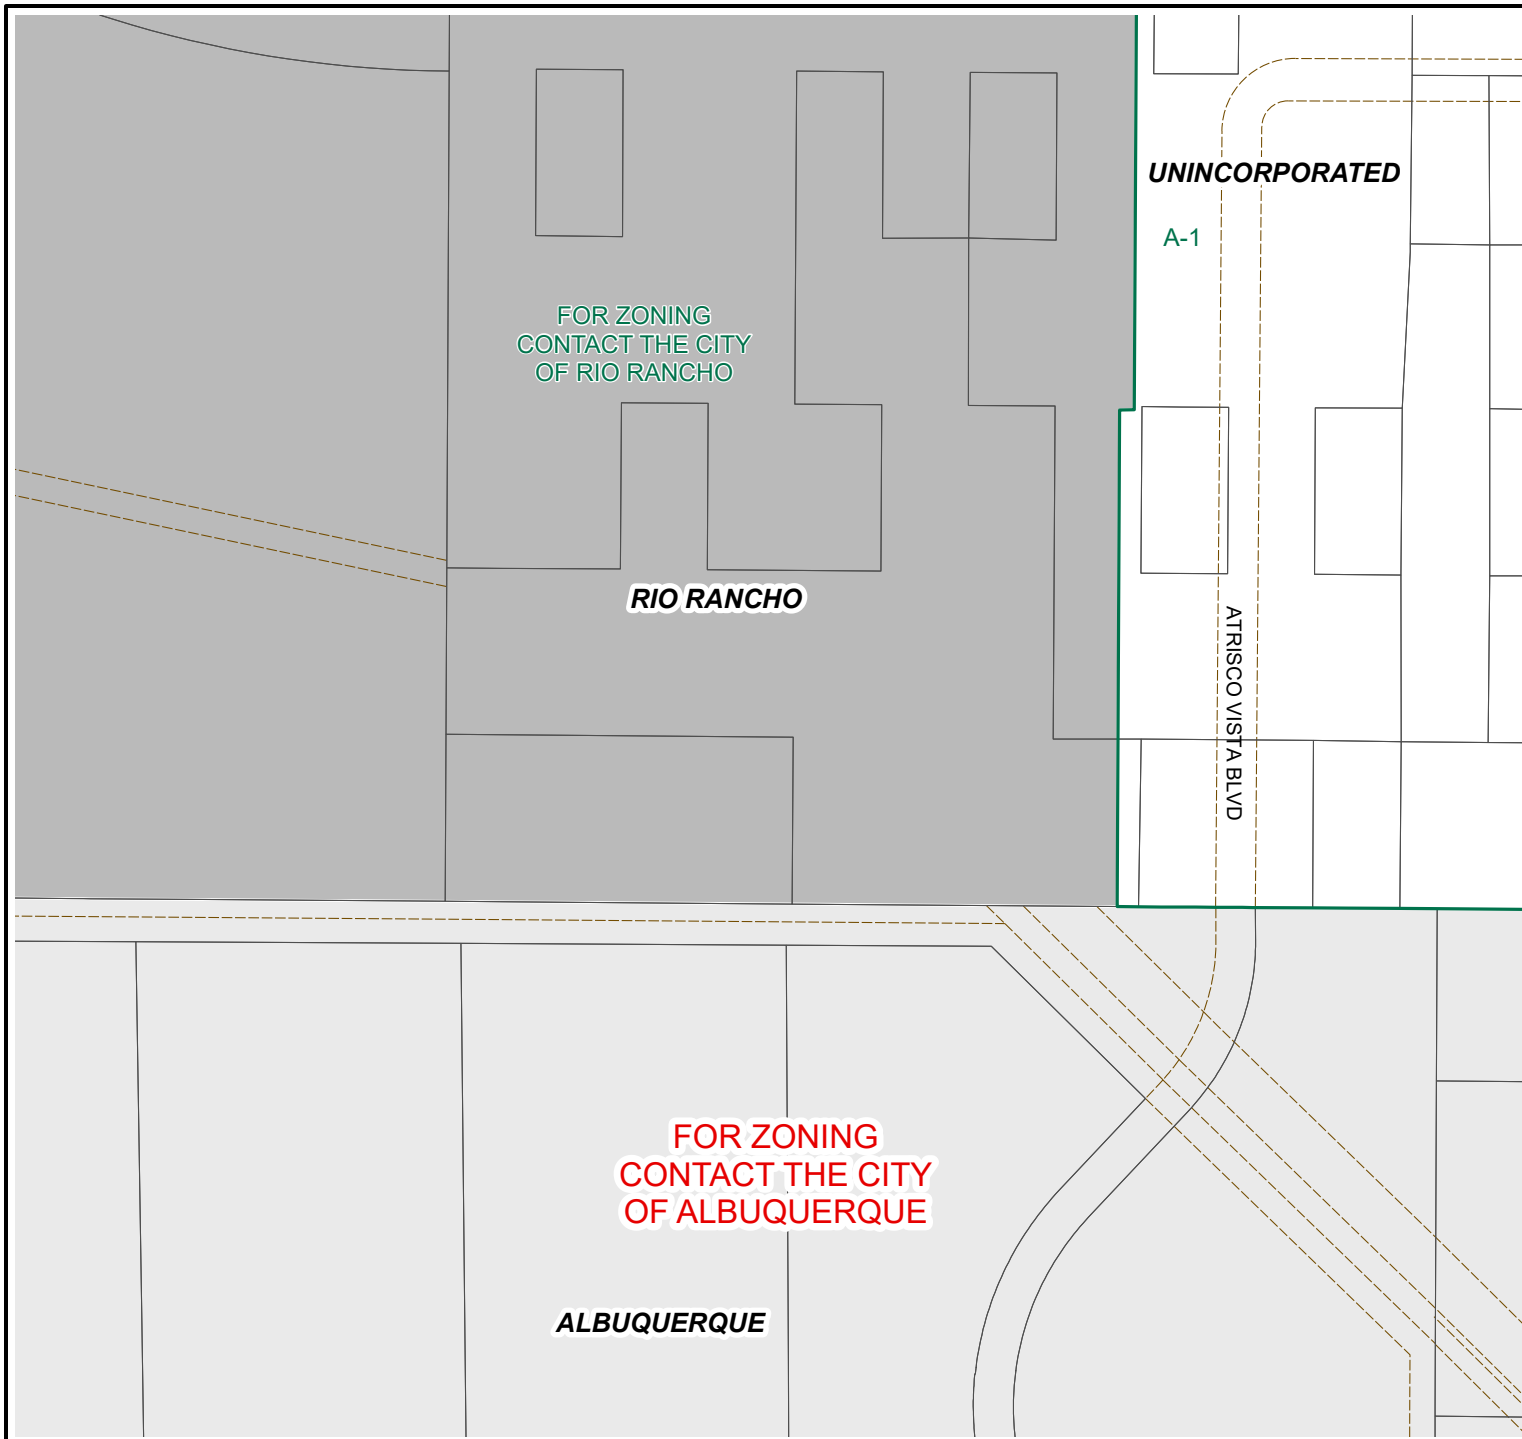 UNINCORPORATED
A-1
FOR ZONING
CONTACT THE CITY
OF RIO RANCHO
RIO RANCHO
ATRISCO VISTA BLVD
FOR ZONING
CONTACT THE CITY
OF ALBUQUERQUE
ALBUQUERQUE